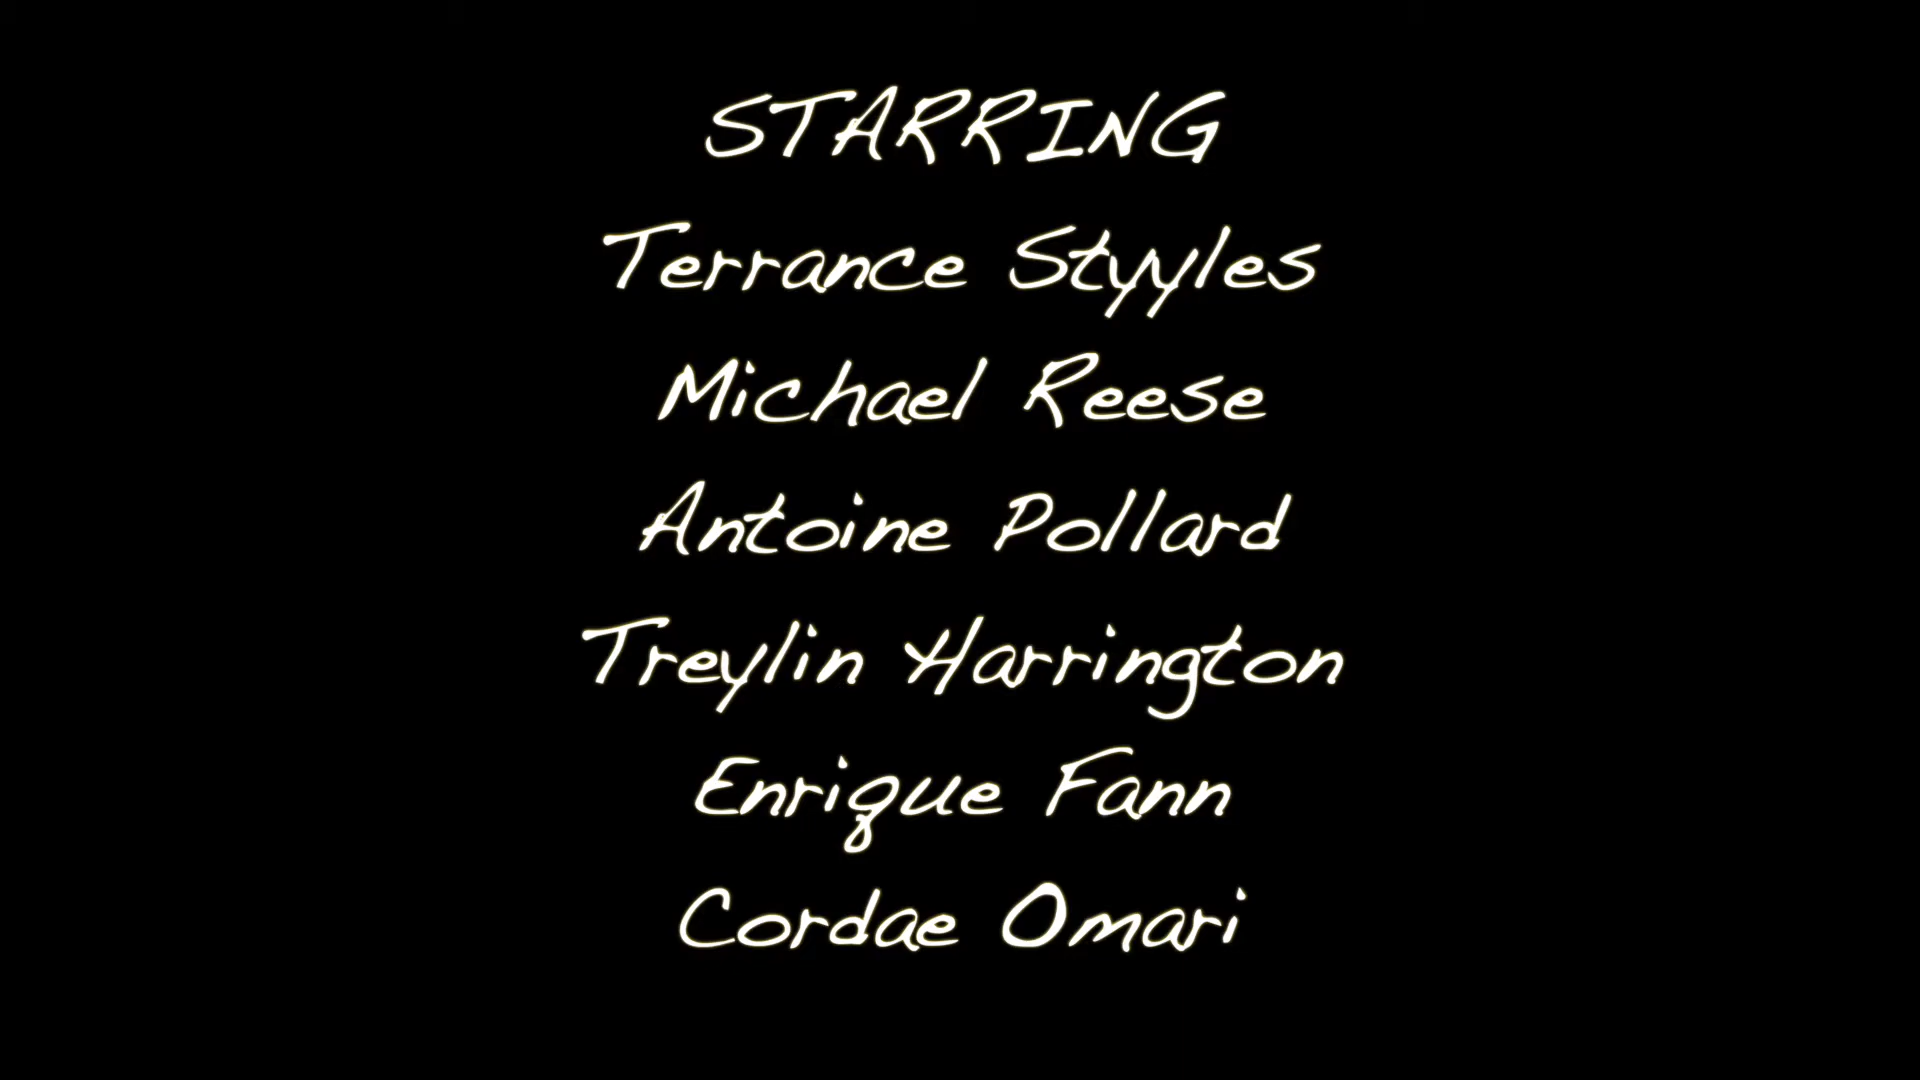 STARRING
Terrance Styyles
Michael Reese
Antoine Pollard
Treylin Harrington
Enrique Fann
Cordae Omari